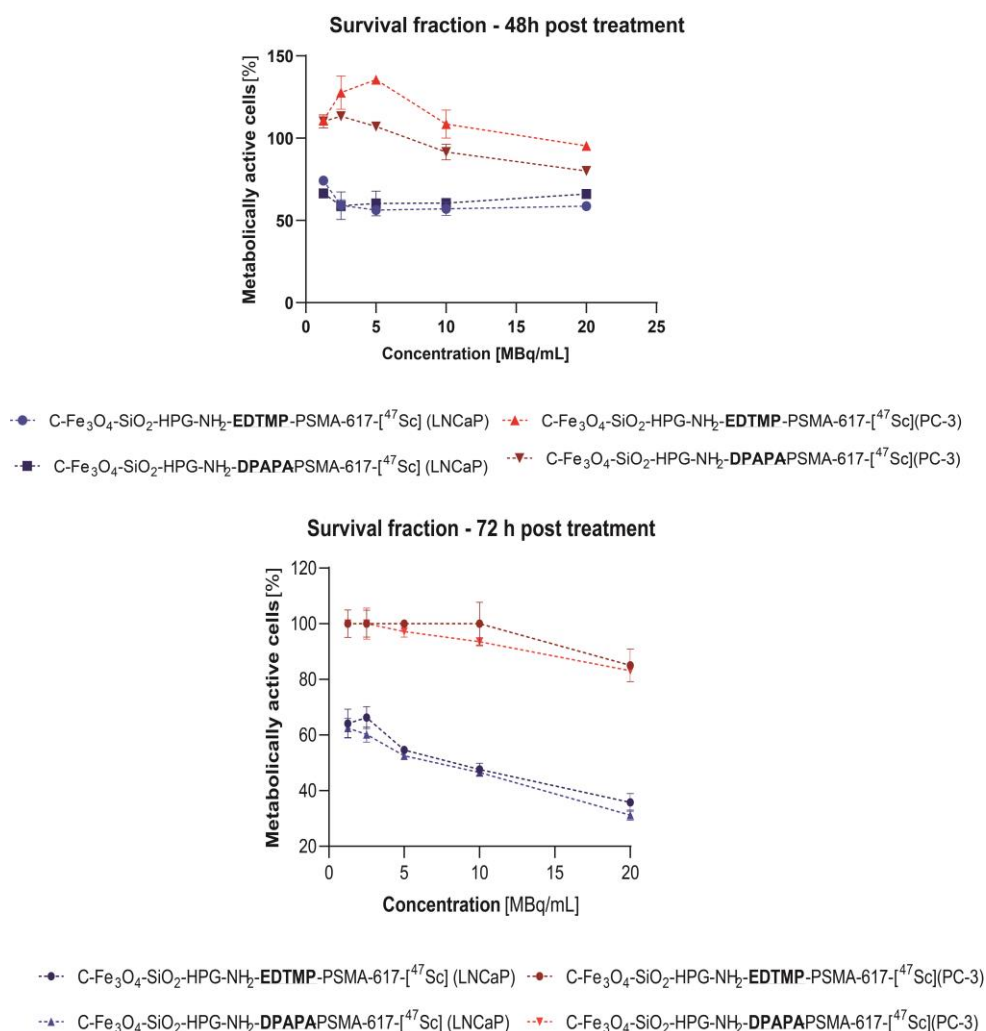 Survival fraction - 48h post treatment
150
100
50
0
Metabolically active cells [%]
0 5 10 15 20 25
Concentration [MBq/mL]
C-Fe₃O₄-SiO₂-HPG-NH₂-EDTMP-PSMA-617-[⁴⁷Sc] (LNCaP)
C-Fe₃O₄-SiO₂-HPG-NH₂-EDTMP-PSMA-617-[⁴⁷Sc](PC-3)
C-Fe₃O₄-SiO₂-HPG-NH₂-DPAPAPSMA-617-[⁴⁷Sc] (LNCaP)
C-Fe₃O₄-SiO₂-HPG-NH₂-DPAPAPSMA-617-[⁴⁷Sc](PC-3)
Survival fraction - 72 h post treatment
120
100
80
60
40
20
Metabolically active cells [%]
0 5 10 15 20
Concentration [MBq/mL]
C-Fe₃O₄-SiO₂-HPG-NH₂-EDTMP-PSMA-617-[⁴⁷Sc] (LNCaP)
C-Fe₃O₄-SiO₂-HPG-NH₂-EDTMP-PSMA-617-[⁴⁷Sc](PC-3)
C-Fe₃O₄-SiO₂-HPG-NH₂-DPAPAPSMA-617-[⁴⁷Sc] (LNCaP)
C-Fe₃O₄-SiO₂-HPG-NH₂-DPAPAPSMA-617-[⁴⁷Sc](PC-3)